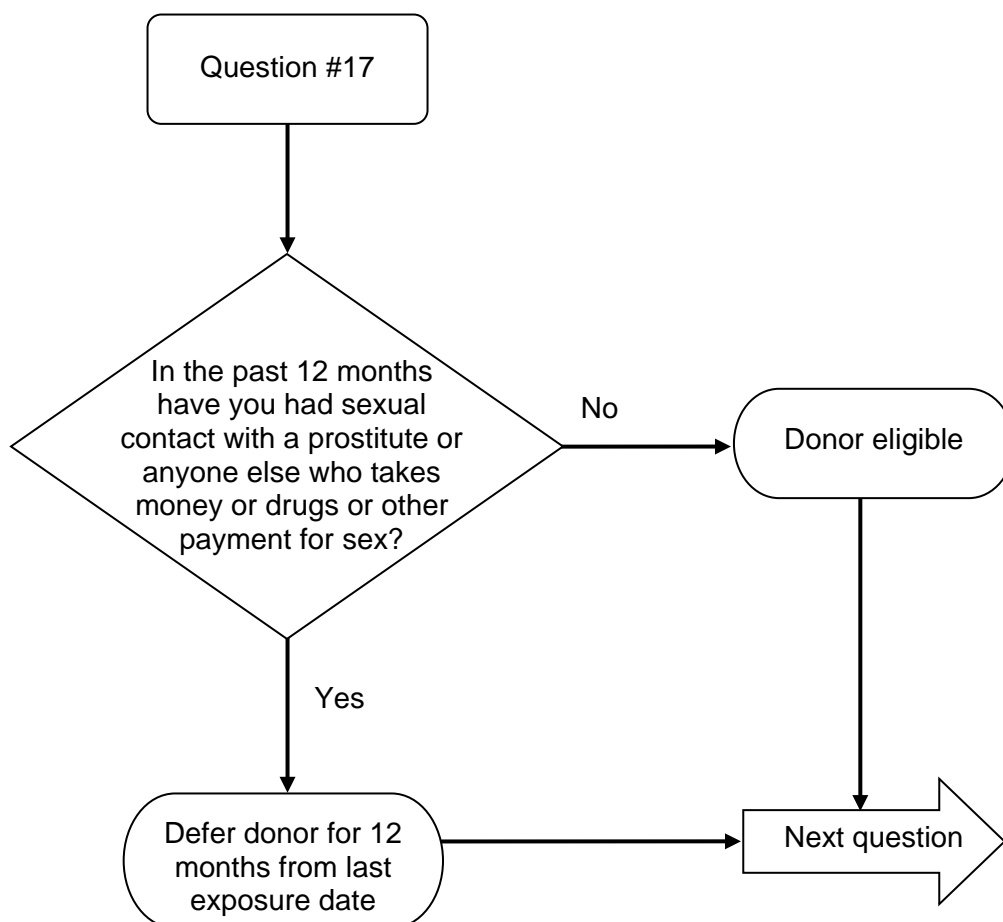 Question #17
In the past 12 months
have you had sexual
contact with a prostitute or
anyone else who takes
money or drugs or other
payment for sex?
No
Donor eligible
Yes
Defer donor for 12
months from last
exposure date
Next question